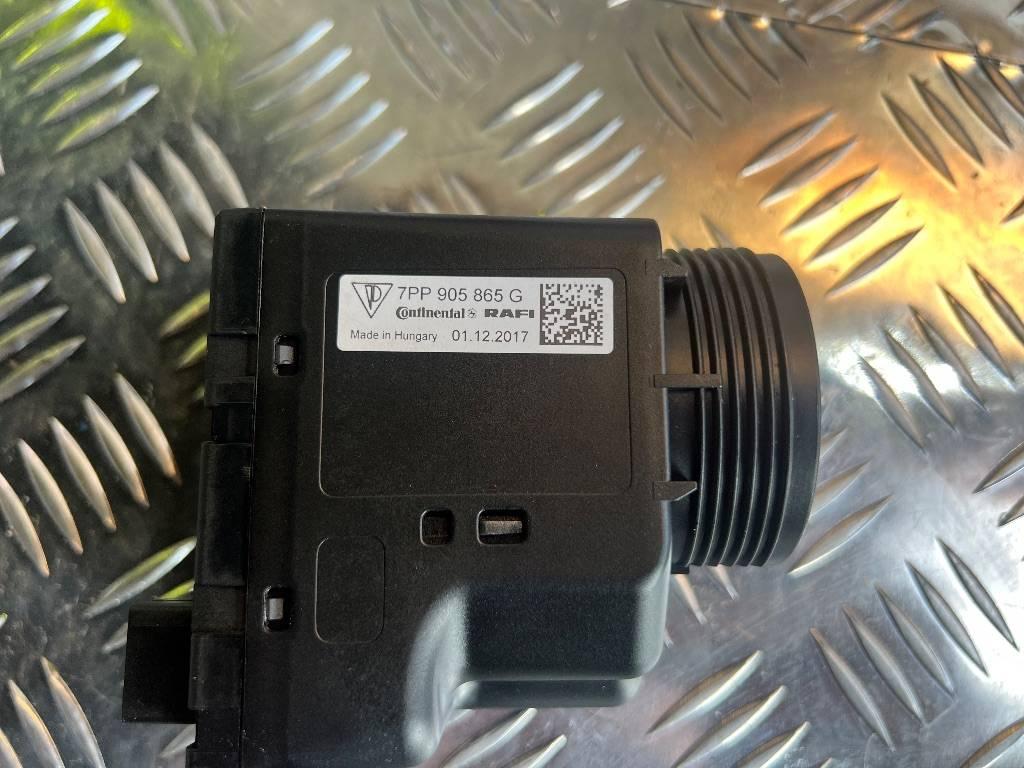 7PP 905 865 G
Continental RAFI
Made in Hungary 01.12.2017